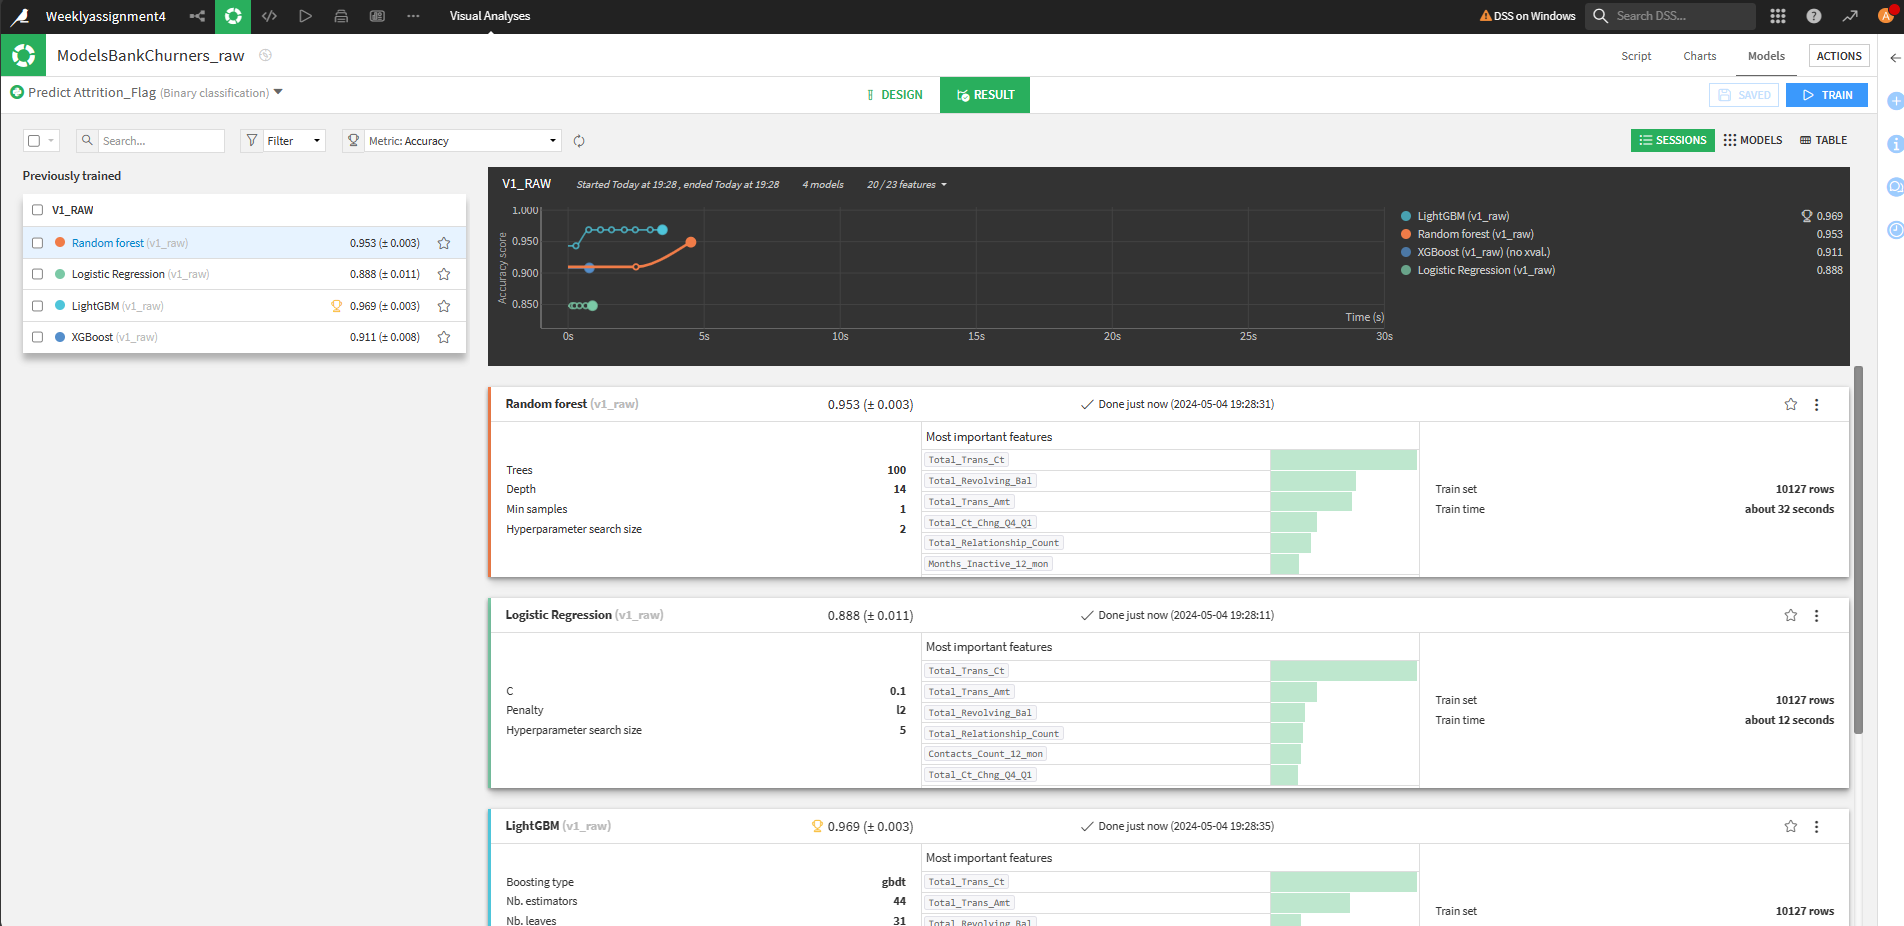 Weeklyassignment4
Visual Analyses
DSS on Windows
Search DSS...
A
ModelsBankChurners_raw
Script
Charts
Models
ACTIONS
Predict Attrition_Flag (Binary classification)
DESIGN
RESULT
SAVED
TRAIN
Search...
Filter
Metric: Accuracy
SESSIONS
MODELS
TABLE
Previously trained
V1_RAW
Random forest (v1_raw) 0.953 (± 0.003)
Logistic Regression (v1_raw) 0.888 (± 0.011)
LightGBM (v1_raw) 0.969 (± 0.003)
XGBoost (v1_raw) 0.911 (± 0.008)
V1_RAW Started Today at 19:28 , ended Today at 19:28 4 models 20 / 23 features
Accuracy score
1.000
0.950
0.900
0.850
Time (s)
0s 5s 10s 15s 20s 25s 30s
LightGBM (v1_raw) 0.969
Random forest (v1_raw) 0.953
XGBoost (v1_raw) (no xval.) 0.911
Logistic Regression (v1_raw) 0.888
Random forest (v1_raw) 0.953 (± 0.003) Done just now (2024-05-04 19:28:31)
Trees 100
Depth 14
Min samples 1
Hyperparameter search size 2
Most important features
Total_Trans_Ct
Total_Revolving_Bal
Total_Trans_Amt
Total_Ct_Chng_Q4_Q1
Total_Relationship_Count
Months_Inactive_12_mon
Train set 10127 rows
Train time about 32 seconds
Logistic Regression (v1_raw) 0.888 (± 0.011) Done just now (2024-05-04 19:28:11)
C 0.1
Penalty l2
Hyperparameter search size 5
Most important features
Total_Trans_Ct
Total_Trans_Amt
Total_Revolving_Bal
Total_Relationship_Count
Contacts_Count_12_mon
Total_Ct_Chng_Q4_Q1
Train set 10127 rows
Train time about 12 seconds
LightGBM (v1_raw) 0.969 (± 0.003) Done just now (2024-05-04 19:28:35)
Boosting type gbdt
Nb. estimators 44
Nb. leaves 31
Most important features
Total_Trans_Ct
Total_Trans_Amt
Total_Revolving_Bal
Train set 10127 rows